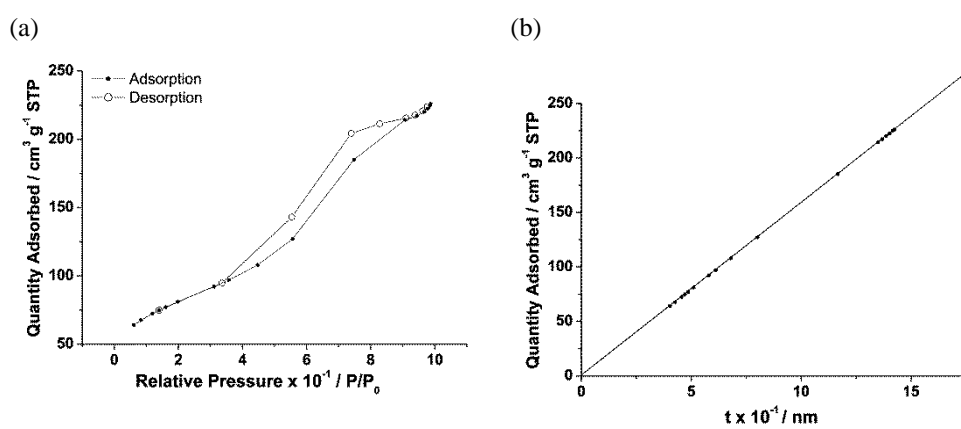 (a)
(b)
Quantity Adsorbed / cm³ g⁻¹ STP
250
200
150
100
50
Adsorption
Desorption
0 2 4 6 8 10
Relative Pressure x 10⁻¹ / P/P₀
Quantity Adsorbed / cm³ g⁻¹ STP
250
200
150
100
50
0
0 5 10 15
t x 10⁻¹ / nm